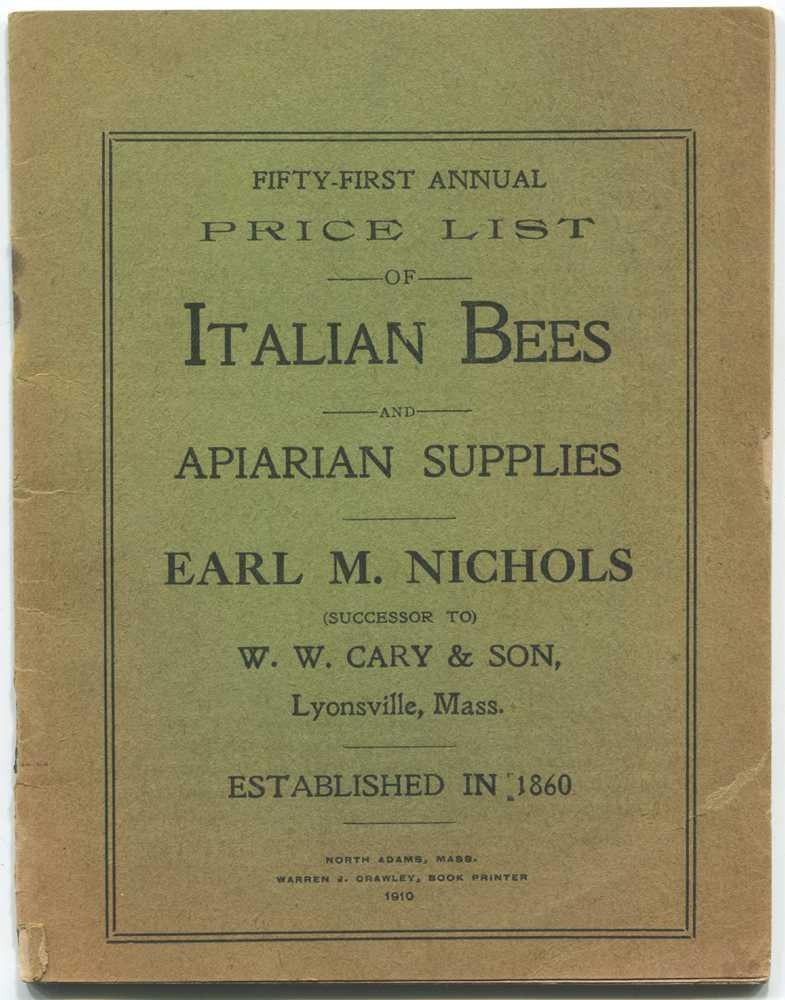 FIFTY-FIRST ANNUAL
PRICE LIST
OF
ITALIAN BEES
AND
APIARIAN SUPPLIES
EARL M. NICHOLS
(SUCCESSOR TO)
W. W. CARY & SON,
Lyonsville, Mass.
ESTABLISHED IN 1860
NORTH ADAMS, MASS.
WARREN J. CRAWLEY, BOOK PRINTER
1910